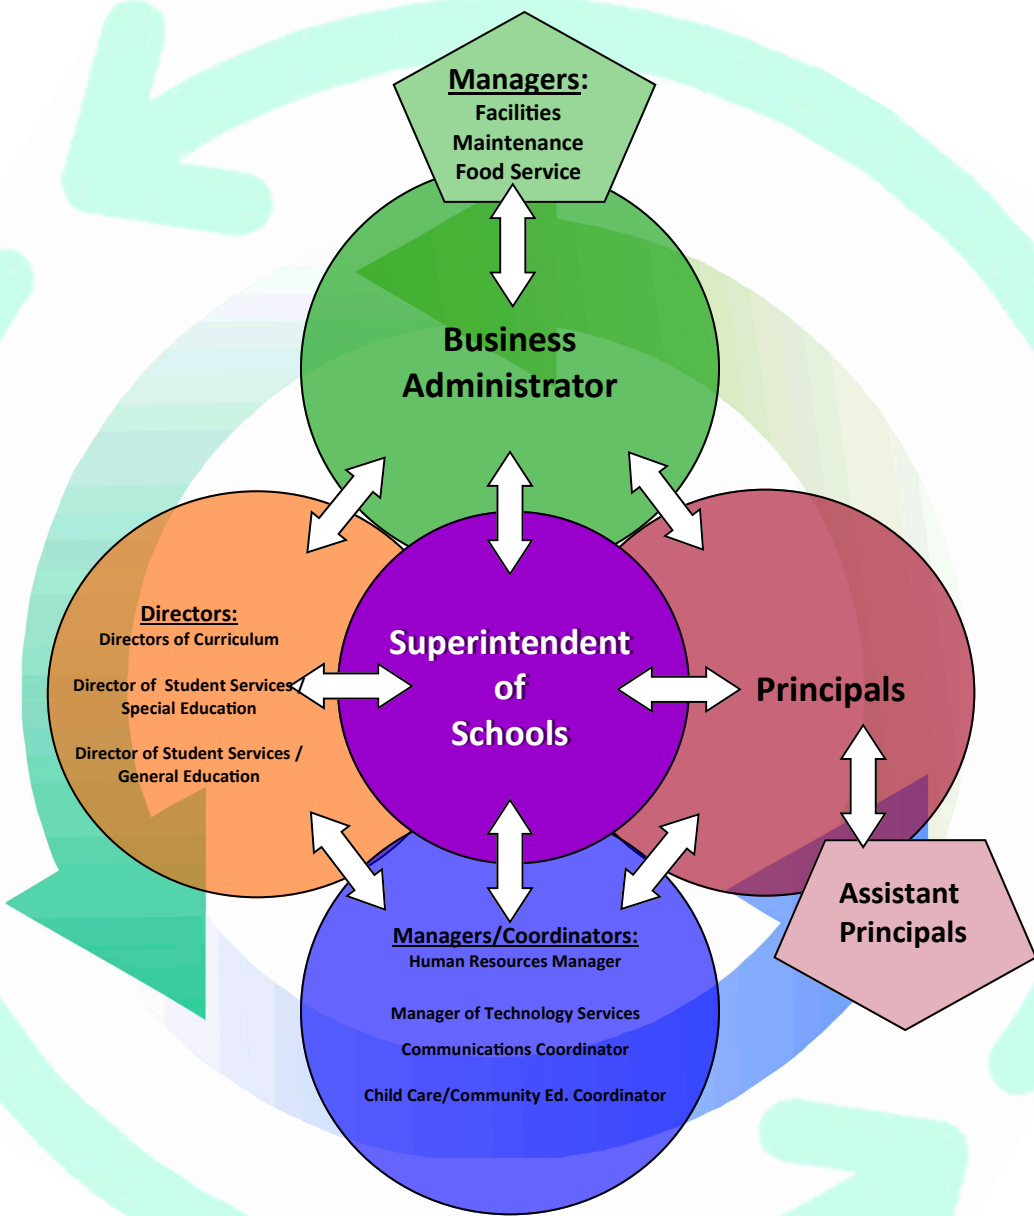 Managers:
Facilities
Maintenance
Food Service
Business
Administrator
Directors:
Directors of Curriculum
Director of  Student Services /
Special Education
Director of Student Services /
General Education
Superintendent
of
Schools
Principals
Assistant
Principals
Managers/Coordinators:
Human Resources Manager
Manager of Technology Services
Communications Coordinator
Child Care/Community Ed. Coordinator